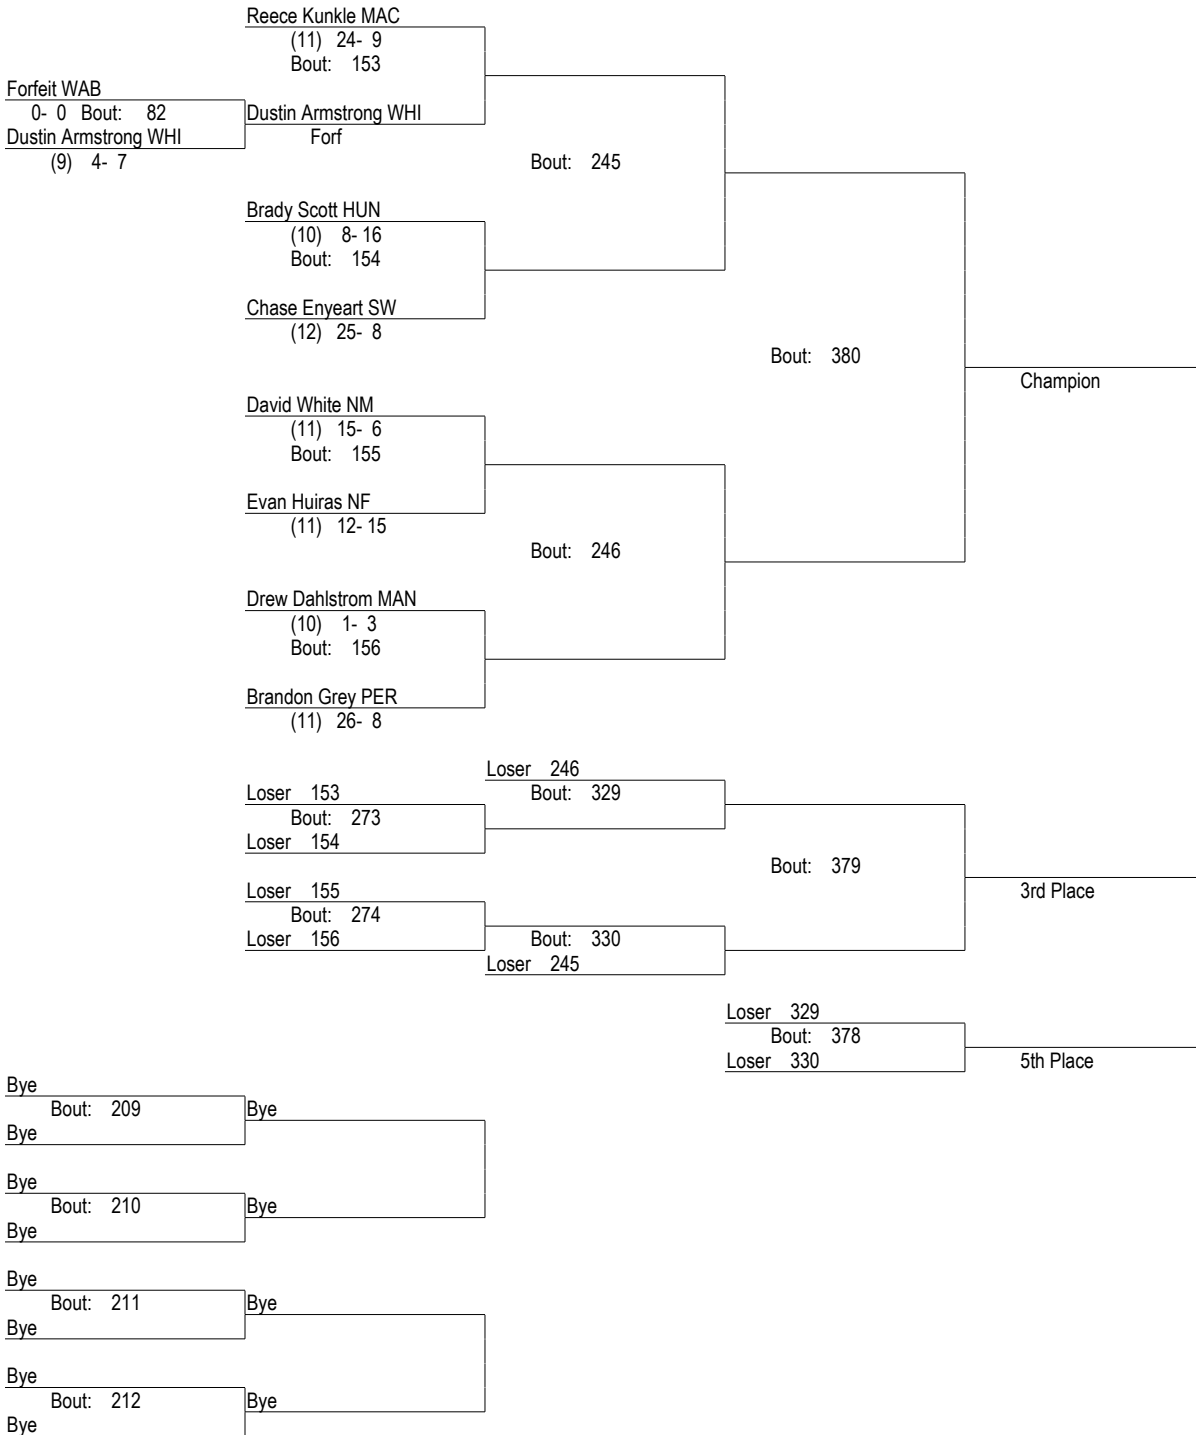 Reece Kunkle MAC
(11) 24- 9
Bout: 153
Forfeit WAB
0- 0 Bout: 82
Dustin Armstrong WHI
Dustin Armstrong WHI
Forf
(9) 4- 7
Bout: 245
Brady Scott HUN
(10) 8- 16
Bout: 154
Chase Enyeart SW
(12) 25- 8
Bout: 380
Champion
David White NM
(11) 15- 6
Bout: 155
Evan Huiras NF
(11) 12- 15
Bout: 246
Drew Dahlstrom MAN
(10) 1- 3
Bout: 156
Brandon Grey PER
(11) 26- 8
Loser 246
Loser 153
Bout: 329
Bout: 273
Loser 154
Bout: 379
Loser 155
3rd Place
Bout: 274
Loser 156
Bout: 330
Loser 245
Loser 329
Bout: 378
Loser 330
5th Place
Bye
Bout: 209
Bye
Bye
Bye
Bout: 210
Bye
Bye
Bye
Bout: 211
Bye
Bye
Bye
Bout: 212
Bye
Bye